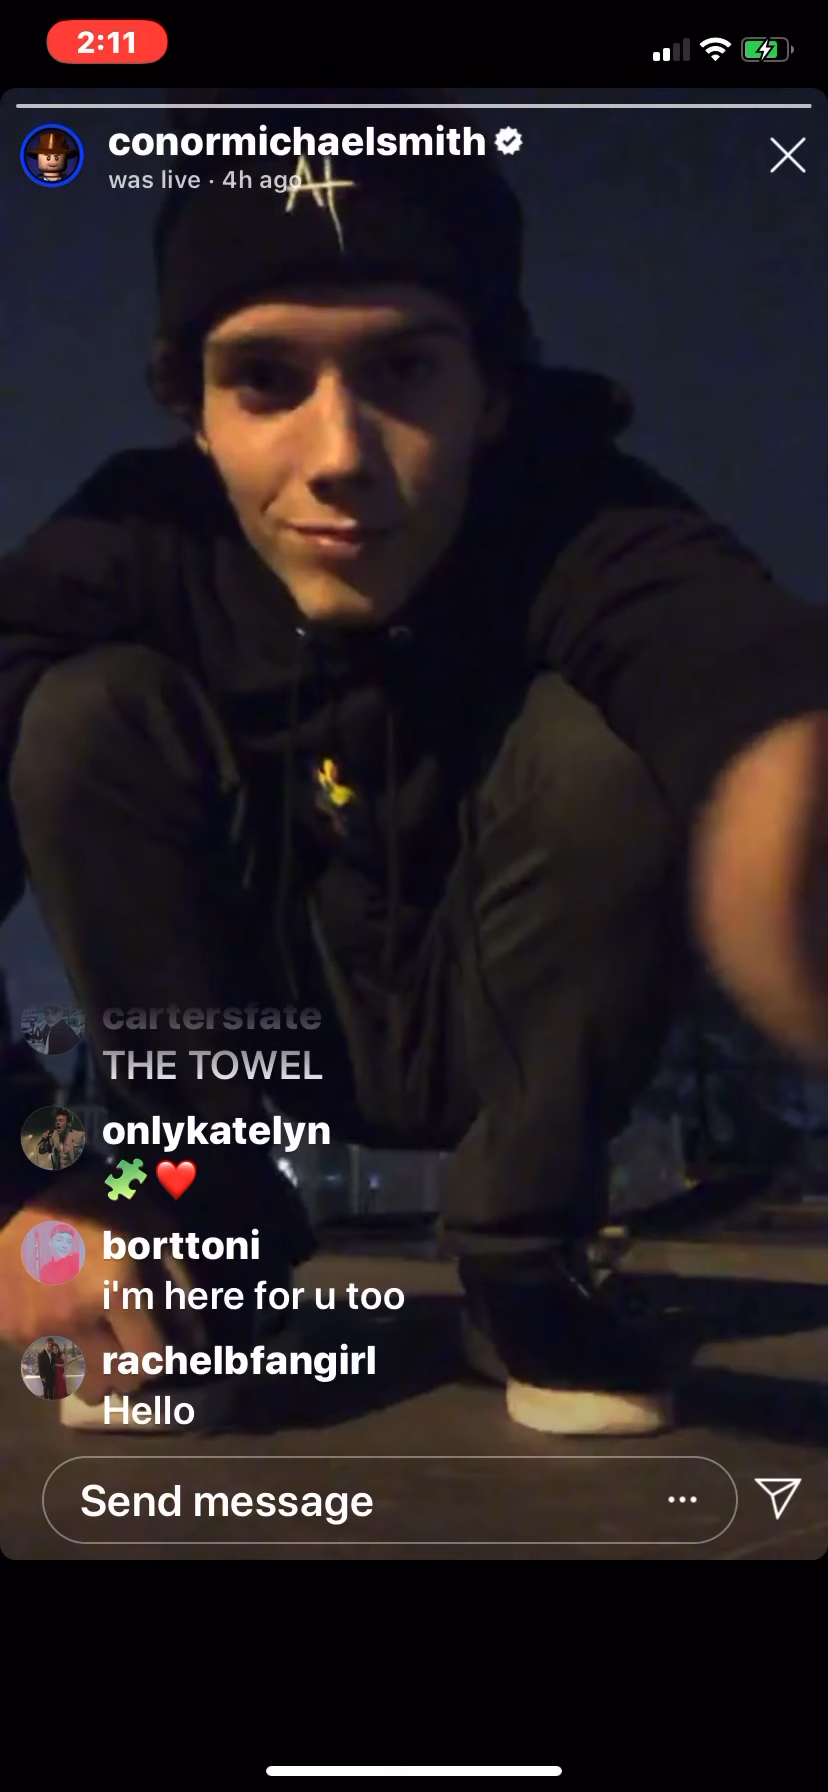 2:11
conormichaelsmith
was live · 4h ago
cartersfate
THE TOWEL
onlykatelyn
🧩❤️
borttoni
i'm here for u too
rachelbfangirl
Hello
Send message